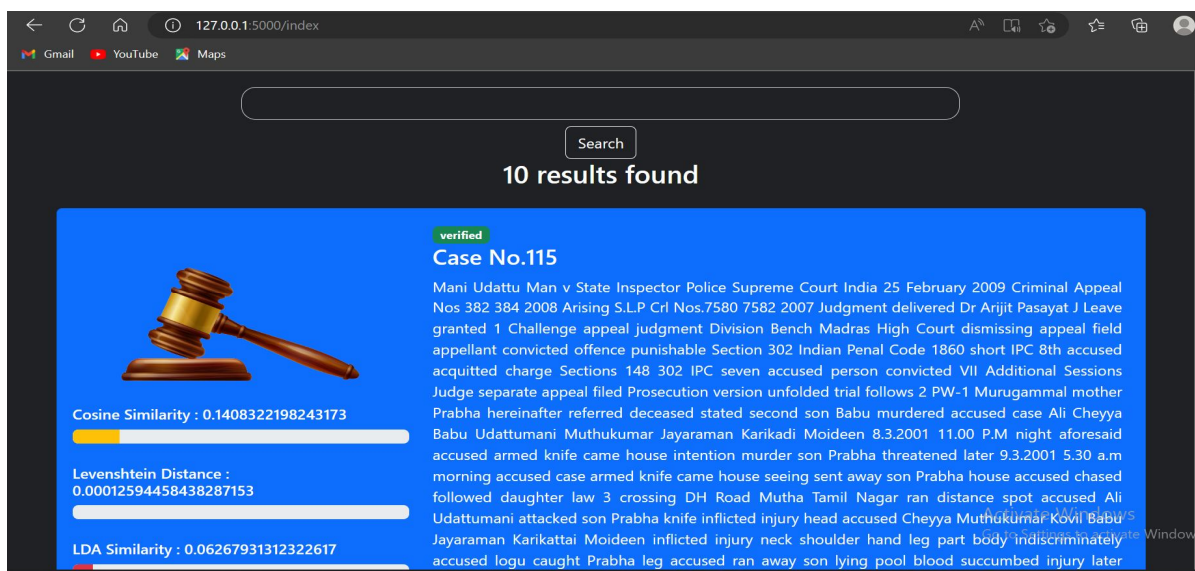 127.0.0.1:5000/index
Gmail YouTube Maps
Search
10 results found
verified
Case No.115
Mani Udattu Man v State Inspector Police Supreme Court India 25 February 2009 Criminal Appeal
Nos 382 384 2008 Arising S.L.P Crl Nos.7580 7582 2007 Judgment delivered Dr Arijit Pasayat J Leave
granted 1 Challenge appeal judgment Division Bench Madras High Court dismissing appeal field
appellant convicted offence punishable Section 302 Indian Penal Code 1860 short IPC 8th accused
acquitted charge Sections 148 302 IPC seven accused person convicted VII Additional Sessions
Judge separate appeal filed Prosecution version unfolded trial follows 2 PW-1 Murugammal mother
Prabha hereinafter referred deceased stated second son Babu murdered accused case Ali Cheyya
Babu Udattumani Muthukumar Jayaraman Karikadi Moideen 8.3.2001 11.00 P.M night aforesaid
accused armed knife came house intention murder son Prabha threatened later 9.3.2001 5.30 a.m
morning accused case armed knife came house seeing sent away son Prabha house accused chased
followed daughter law 3 crossing DH Road Mutha Tamil Nagar ran distance spot accused Ali
Udattumani attacked son Prabha knife inflicted injury head accused Cheyya Muthukumar Kovil Babu
Jayaraman Karikattai Moideen inflicted injury neck shoulder hand leg part body indiscriminately
accused logu caught Prabha leg accused ran away son lying pool blood succumbed injury later
Cosine Similarity : 0.1408322198243173
Levenshtein Distance :
0.00012594458438287153
LDA Similarity : 0.06267931312322617
Activate Windows
Go to Settings to activate Window